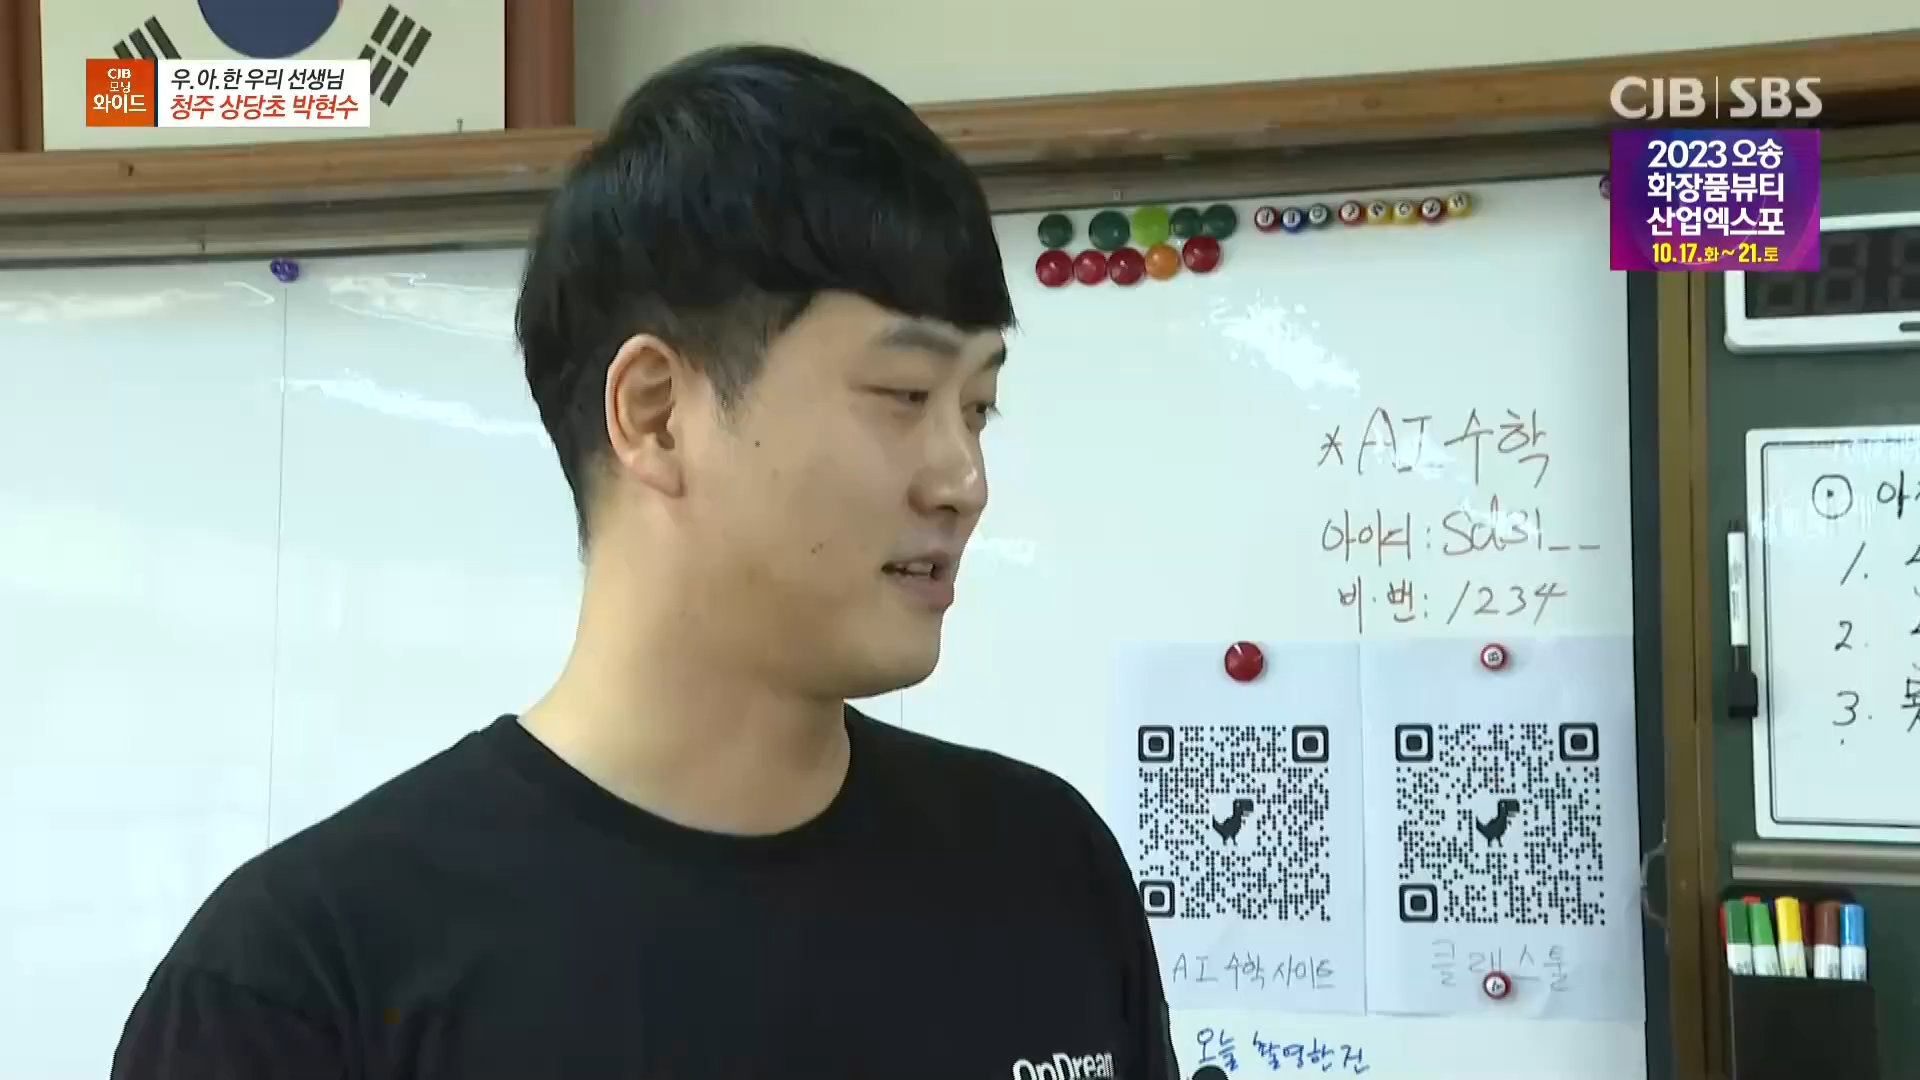 CJB
모닝
와이드
우.아.한 우리 선생님
청주 상당초 박현수
CJB SBS
2023 오송
화장품뷰티
산업엑스포
10.17.화~21.토
*AI 수학
아이디 : Sd31_ _
비.번: 1234
AI 수학 사이트
클래스툴
오늘 촬영한 건
OpDream
1.
2.
3.